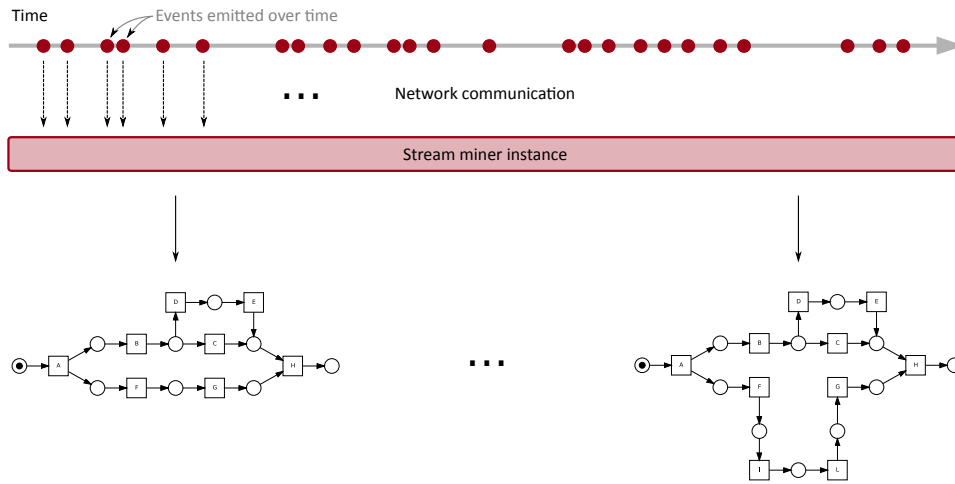 Time
Events emitted over time
... Network communication
Stream miner instance
D E
B C
A H
F G
...
D E
B C
A H
F G
I L